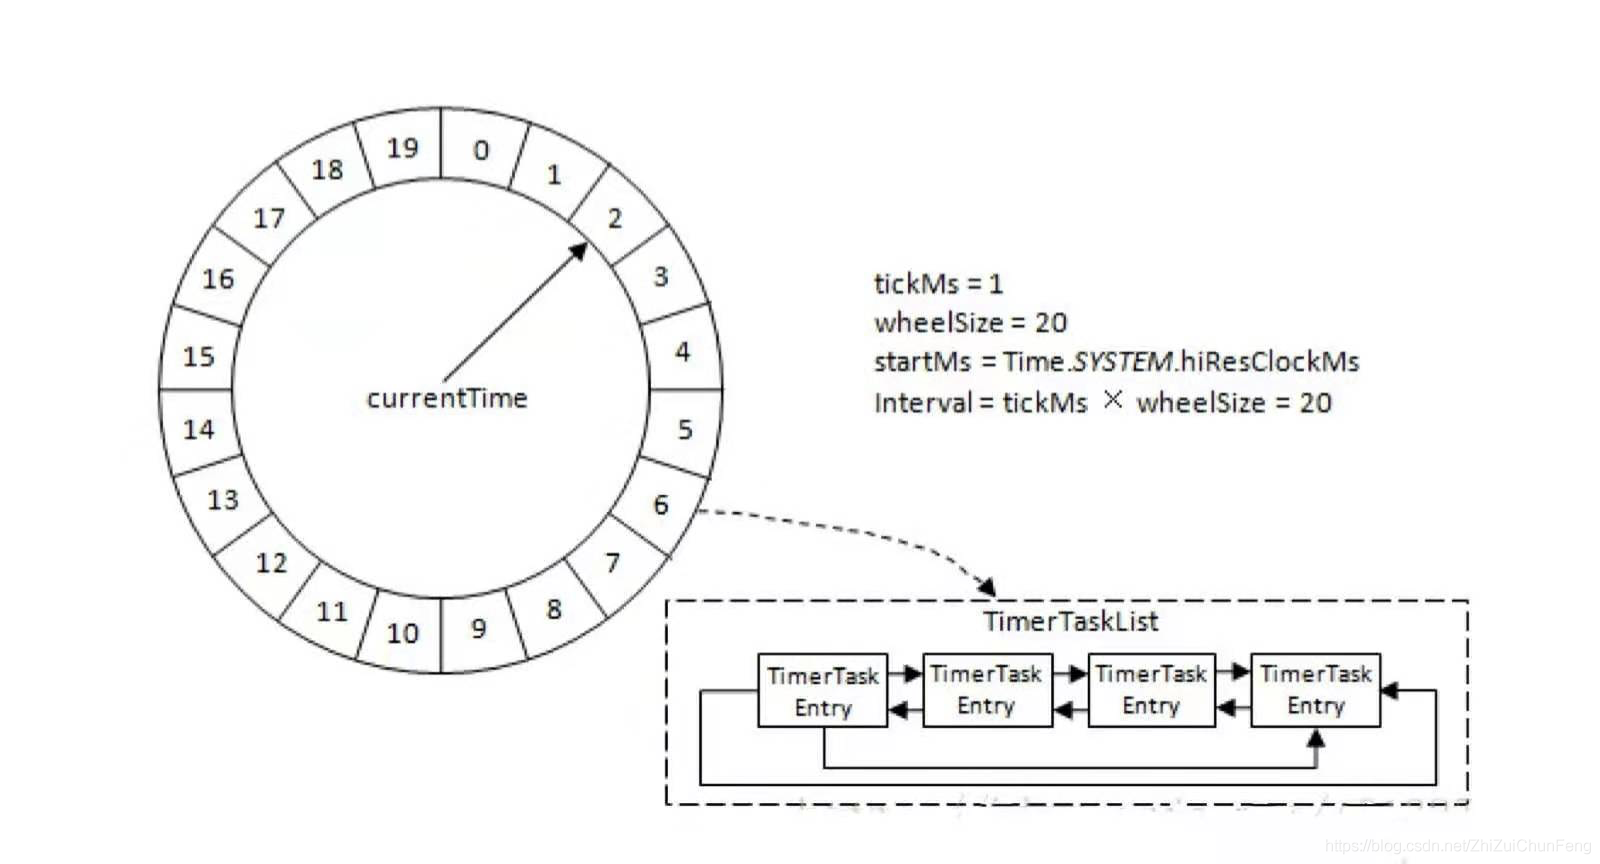 0
1
2
3
4
5
6
7
8
9
10
11
12
13
14
15
16
17
18
19
currentTime
tickMs = 1
wheelSize = 20
startMs = Time.SYSTEM.hiResClockMs
Interval = tickMs × wheelSize = 20
TimerTaskList
TimerTask
Entry
TimerTask
Entry
TimerTask
Entry
TimerTask
Entry
https://blog.csdn.net/ZhiZuiChunFeng